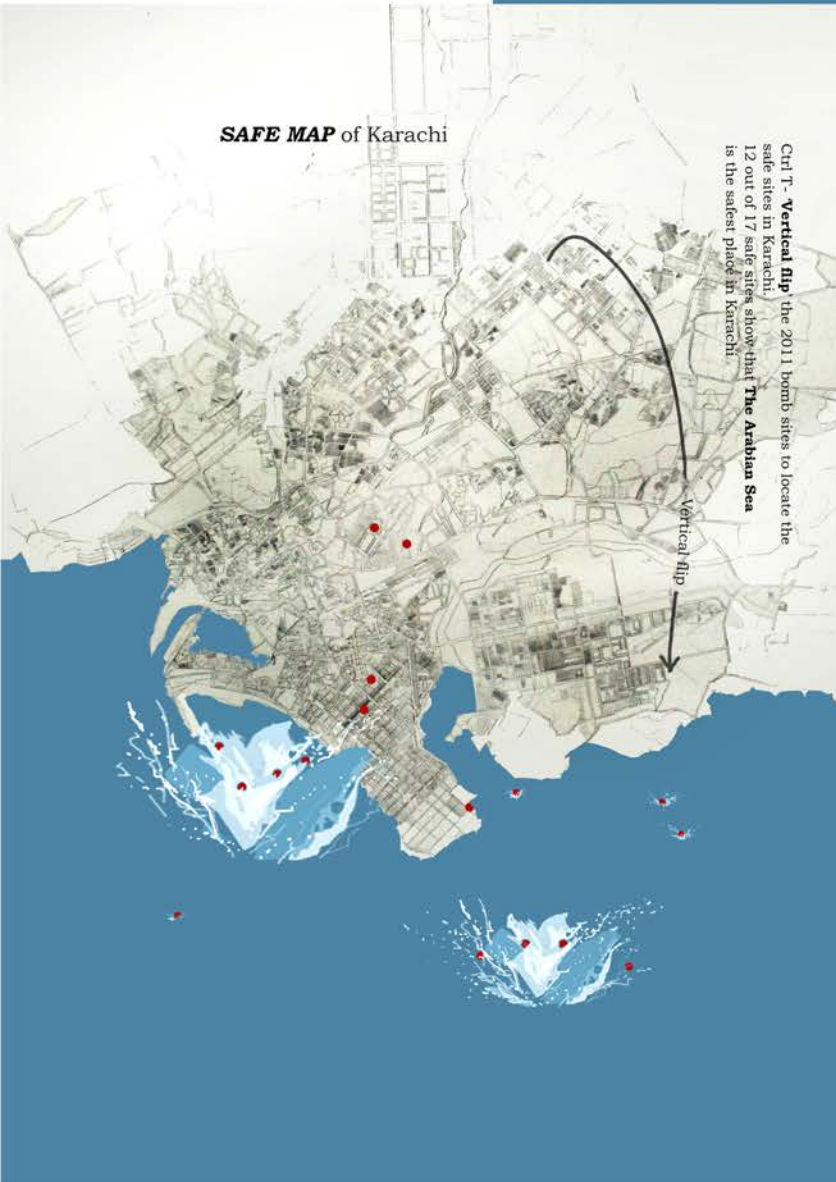 SAFE MAP of Karachi
Ctrl T- 'Vertical flip' the 2011 bomb sites to locate the
safe sites in Karachi.
12 out of 17 safe sites show that The Arabian Sea
is the safest place in Karachi
Vertical flip